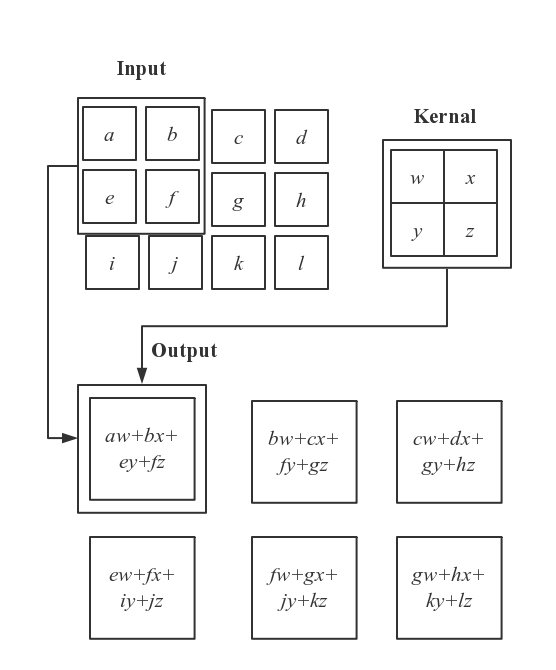 Input
Kernal
a b c d
e f g h
i j k l
w x
y z
Output
aw+bx+
ey+fz
bw+cx+
fy+gz
cw+dx+
gy+hz
ew+fx+
iy+jz
fw+gx+
jy+kz
gw+hx+
ky+lz